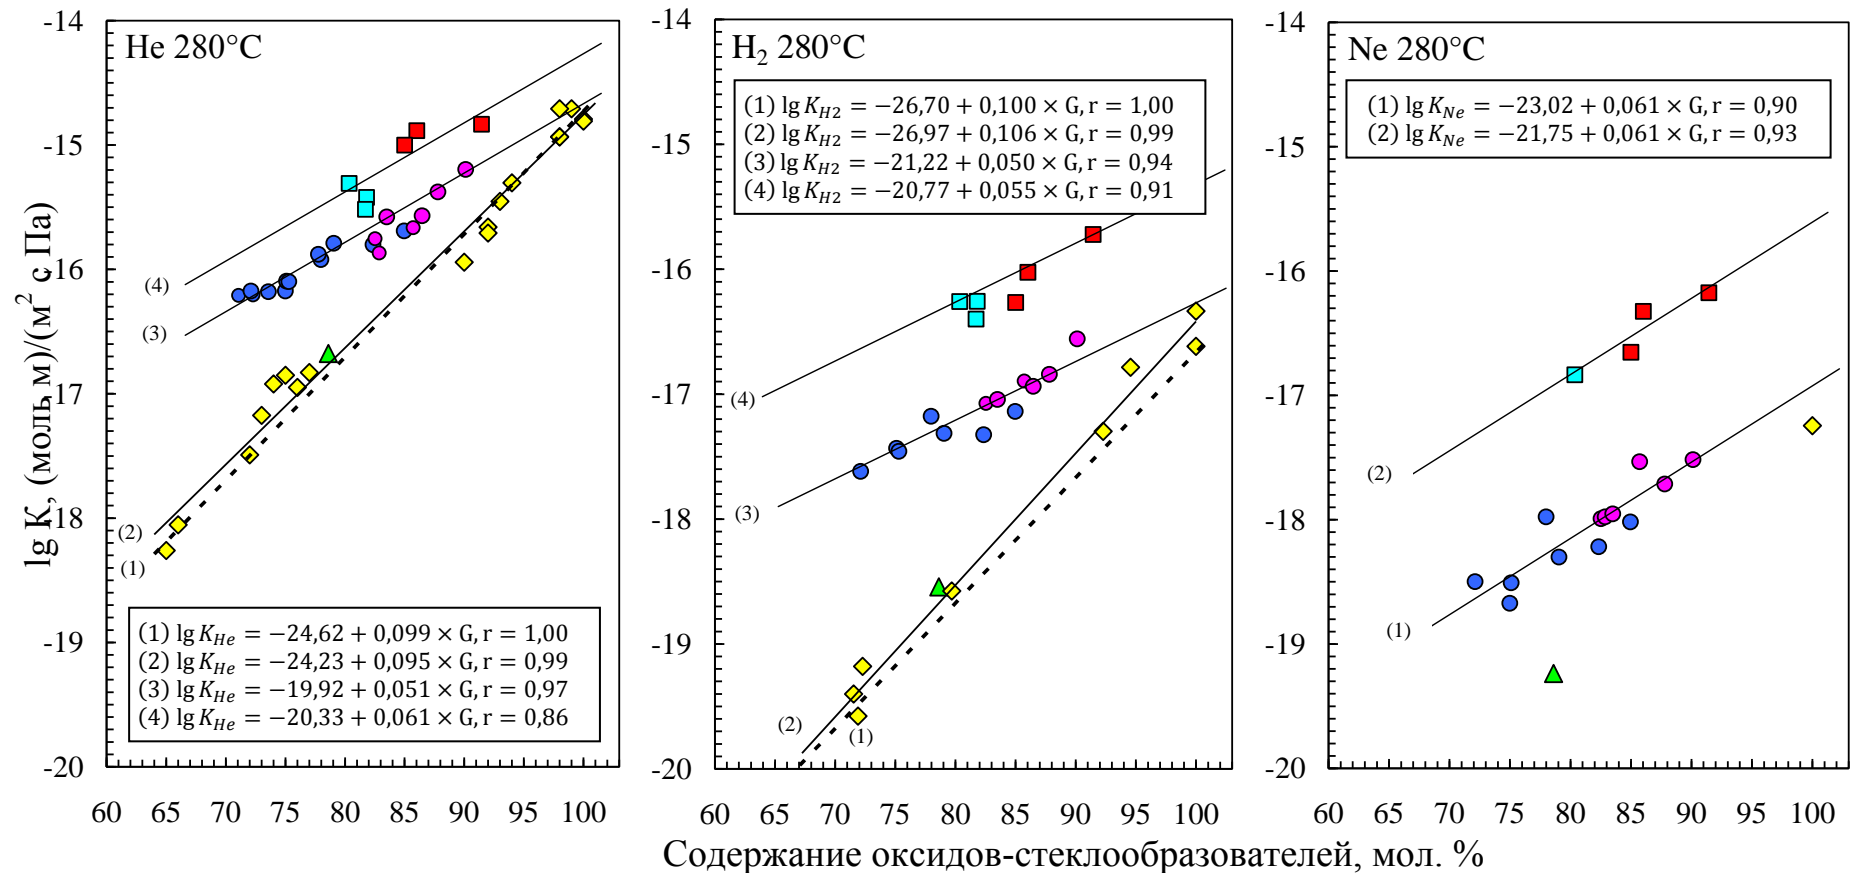 lg К, (моль м)/(м² с Па)
He 280°C
-14
-15
-16
-17
-18
-19
-20
(4)
(3)
(2)
(1)
(1) lg K_He = −24,62 + 0,099 × G, r = 1,00
(2) lg K_He = −24,23 + 0,095 × G, r = 0,99
(3) lg K_He = −19,92 + 0,051 × G, r = 0,97
(4) lg K_He = −20,33 + 0,061 × G, r = 0,86
60 65 70 75 80 85 90 95 100
H₂ 280°C
-14
-15
-16
-17
-18
-19
-20
(1) lg K_H2 = −26,70 + 0,100 × G, r = 1,00
(2) lg K_H2 = −26,97 + 0,106 × G, r = 0,99
(3) lg K_H2 = −21,22 + 0,050 × G, r = 0,94
(4) lg K_H2 = −20,77 + 0,055 × G, r = 0,91
(4)
(3)
(2)
(1)
60 65 70 75 80 85 90 95 100
Ne 280°C
-14
-15
-16
-17
-18
-19
-20
(1) lg K_Ne = −23,02 + 0,061 × G, r = 0,90
(2) lg K_Ne = −21,75 + 0,061 × G, r = 0,93
(2)
(1)
60 65 70 75 80 85 90 95 100
Содержание оксидов-стеклообразователей, мол. %